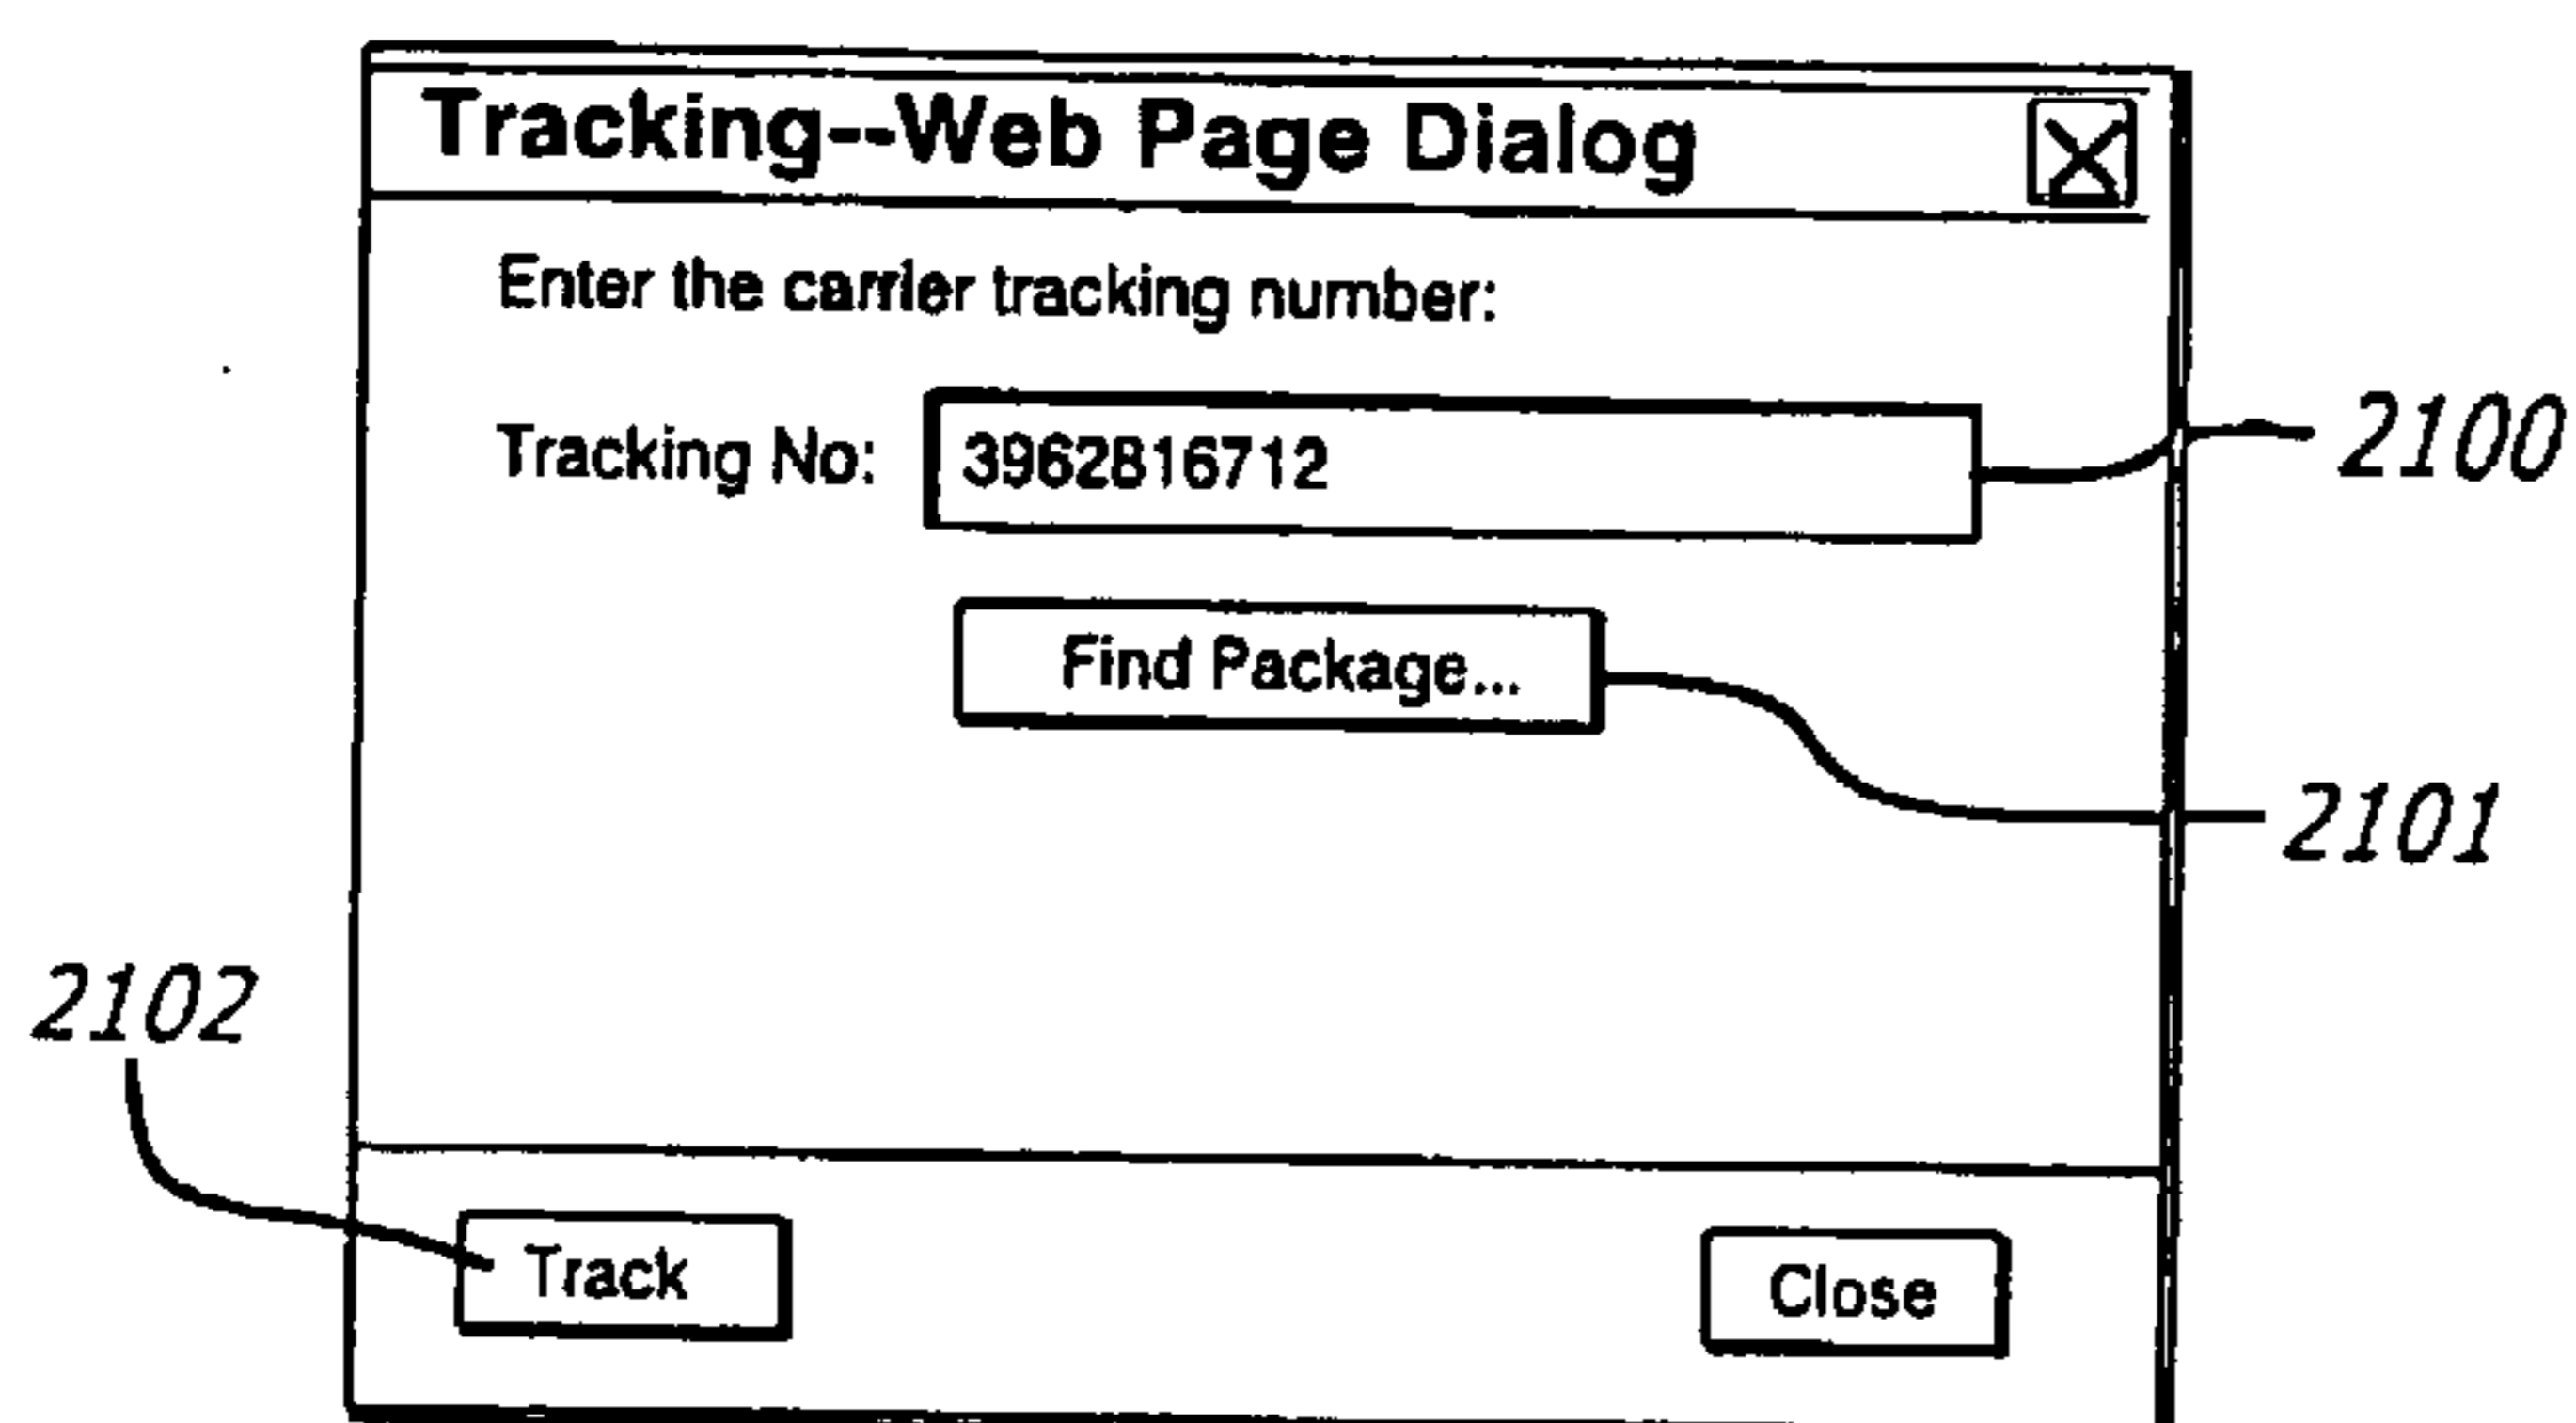 Tracking--Web Page Dialog
Enter the carrier tracking number:
Tracking No: 3962816712
2100
Find Package...
2101
2102
Track Close